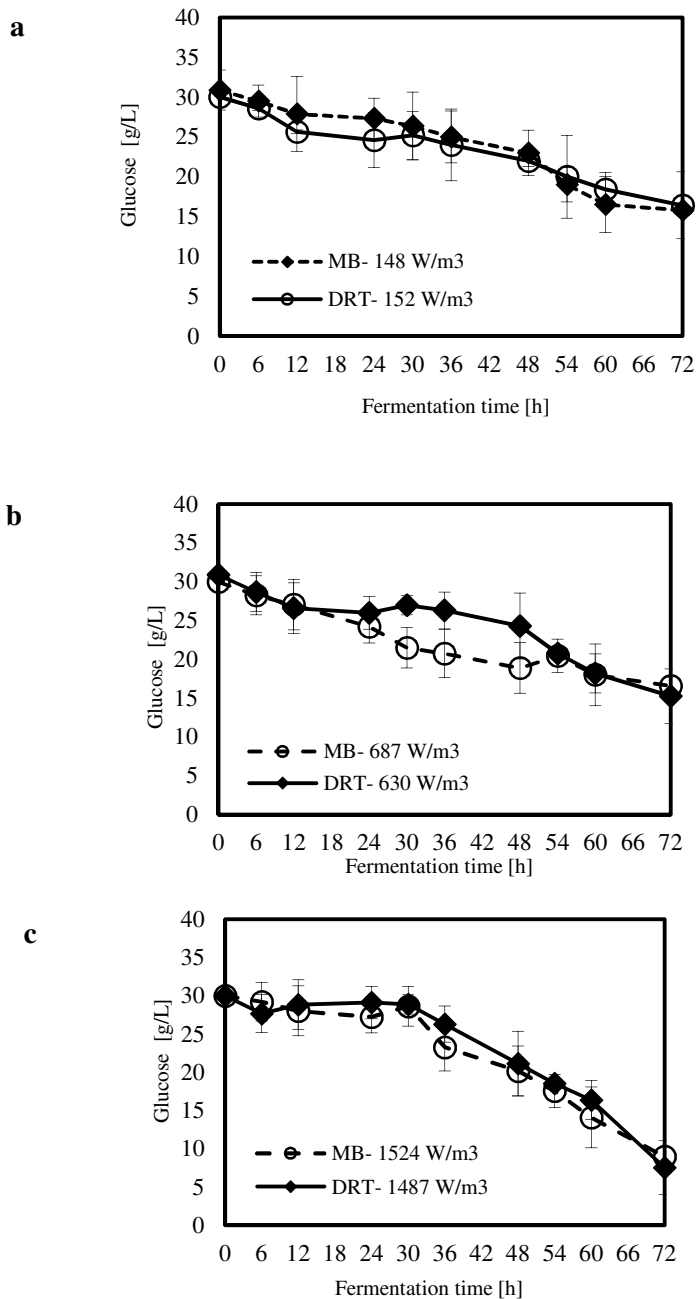 a
40
35
30
25
20
15
10
5
0
Glucose [g/L]
MB- 148 W/m3
DRT- 152 W/m3
0 6 12 24 30 36 42 48 54 60 66 72
Fermentation time [h]
b
40
35
30
25
20
15
10
5
0
Glucose [g/L]
MB- 687 W/m3
DRT- 630 W/m3
0 6 12 24 30 36 42 48 54 60 66 72
Fermentation time [h]
c
40
35
30
25
20
15
10
5
0
Glucose [g/L]
MB- 1524 W/m3
DRT- 1487 W/m3
0 6 12 24 30 36 42 48 54 60 66 72
Fermentation time [h]